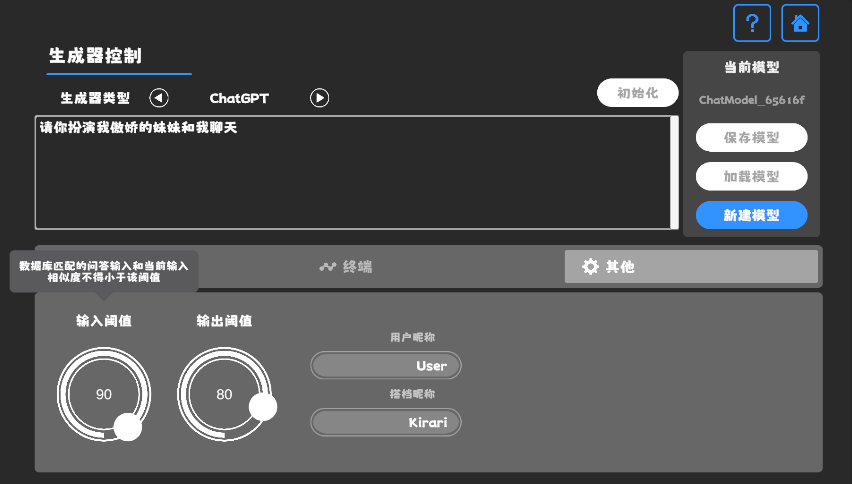 ?
生成器控制
当前模型
生成器类型
ChatGPT
初始化
ChatModel_65616f
请你扮演我傲娇的妹妹和我聊天
保存模型
加载模型
新建模型
数据库匹配的问答输入和当前输入
相似度不得小于该阈值
终端
其他
输入阈值
输出阈值
用户昵称
90
80
User
搭档昵称
Kirari